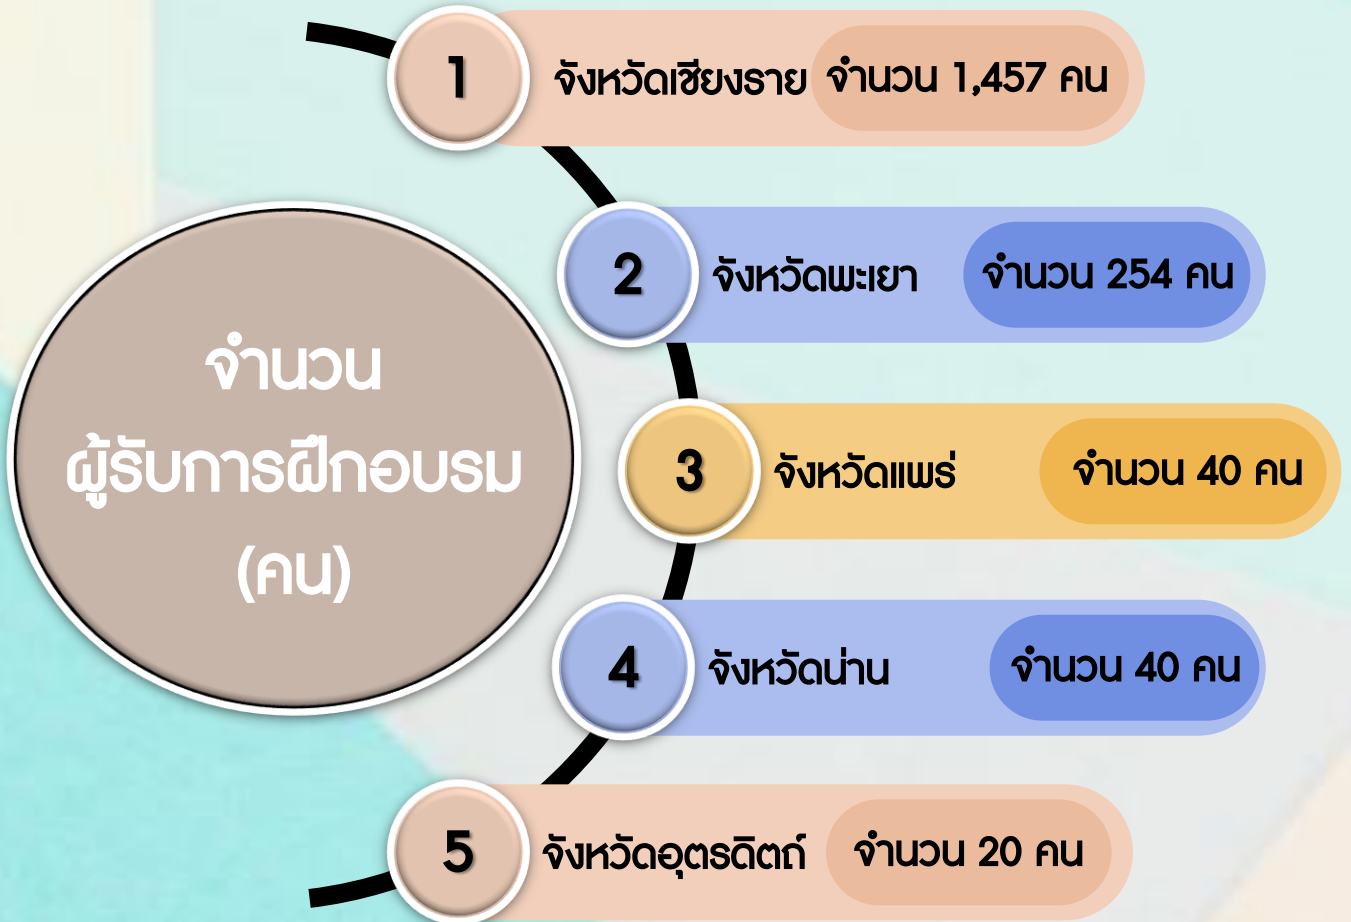 1 จังหวัดเชียงราย จำนวน 1,457 คน
2 จังหวัดพะเยา จำนวน 254 คน
จำนวน
ผู้รับการฝึกอบรม
(คน)
3 จังหวัดแพร่ จำนวน 40 คน
4 จังหวัดน่าน จำนวน 40 คน
5 จังหวัดอุตรดิตถ์ จำนวน 20 คน